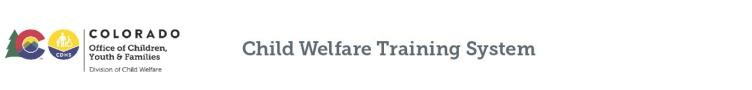 COLORADO
Office of Children,
Youth & Families
Division of Child Welfare
CDHS
Child Welfare Training System